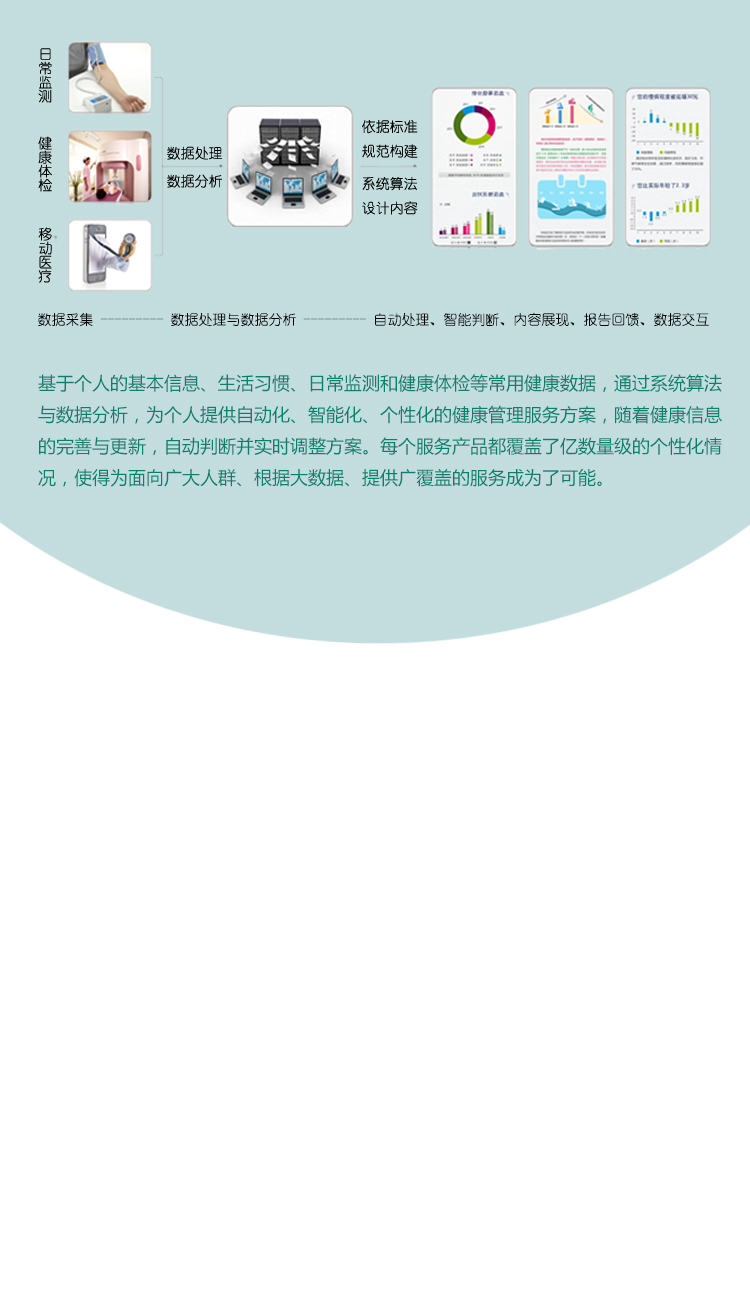 日常监测
健康体检
移动医疗
数据处理
数据分析
依据标准
规范构建
系统算法
设计内容
数据采集 ---------- 数据处理与数据分析 ---------- 自动处理、智能判断、内容展现、报告回馈、数据交互
基于个人的基本信息、生活习惯、日常监测和健康体检等常用健康数据，通过系统算法
与数据分析，为个人提供自动化、智能化、个性化的健康管理服务方案，随着健康信息
的完善与更新，自动判断并实时调整方案。每个服务产品都覆盖了亿数量级的个性化情
况，使得为面向广大人群、根据大数据、提供广覆盖的服务成为了可能。